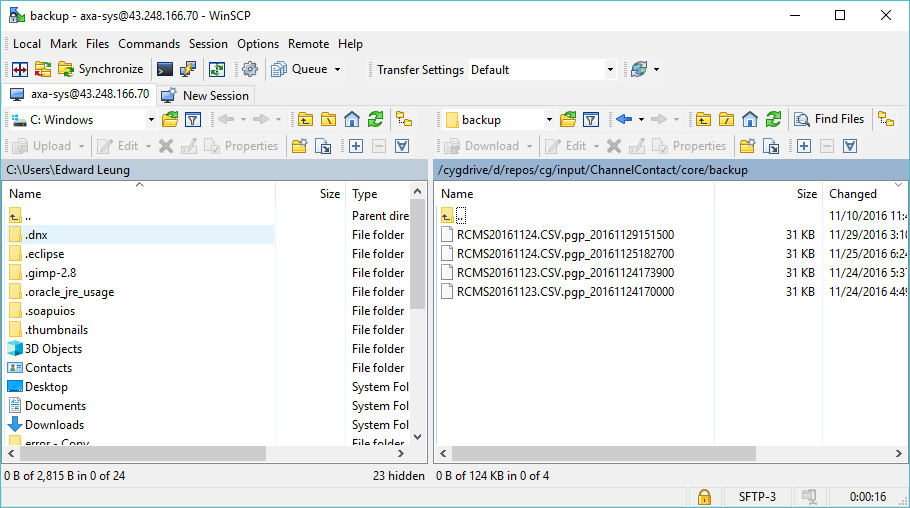 backup - axa-sys@43.248.166.70 - WinSCP
Local Mark Files Commands Session Options Remote Help
Synchronize Queue Transfer Settings Default
axa-sys@43.248.166.70 New Session
C: Windows backup Find Files
Upload Edit Properties Download Edit Properties
C:\Users\Edward Leung /cygdrive/d/repos/cg/input/ChannelContact/core/backup
Name Size Type Name Size Changed
.. Parent dire .. 11/10/2016 11:4
.dnx File folder RCMS20161124.CSV.pgp_20161129151500 31 KB 11/29/2016 3:10
.eclipse File folder RCMS20161124.CSV.pgp_20161125182700 31 KB 11/25/2016 6:24
.gimp-2.8 File folder RCMS20161123.CSV.pgp_20161124173900 31 KB 11/24/2016 5:37
.oracle_jre_usage File folder RCMS20161123.CSV.pgp_20161124170000 31 KB 11/24/2016 4:49
.soapuios File folder
.thumbnails File folder
3D Objects File folder
Contacts File folder
Desktop System Fol
Documents System Fol
Downloads System Fol
error - Copy File folder
0 B of 2,815 B in 0 of 24 23 hidden 0 B of 124 KB in 0 of 4
SFTP-3 0:00:16